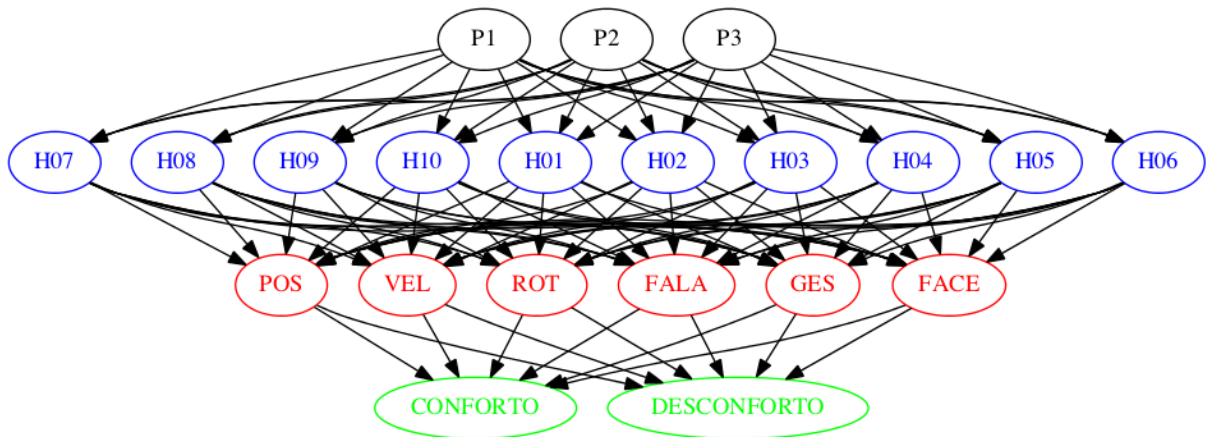 P1 P2 P3
H07 H08 H09 H10 H01 H02 H03 H04 H05 H06
POS VEL ROT FALA GES FACE
CONFORTO DESCONFORTO